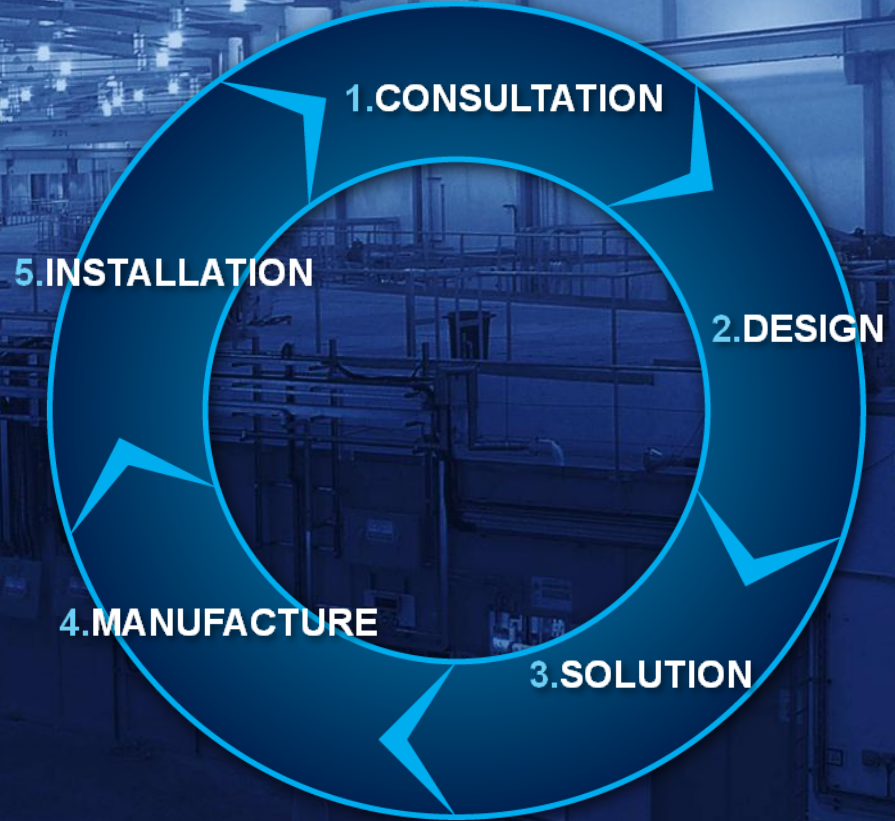 1.CONSULTATION
2.DESIGN
3.SOLUTION
4.MANUFACTURE
5.INSTALLATION